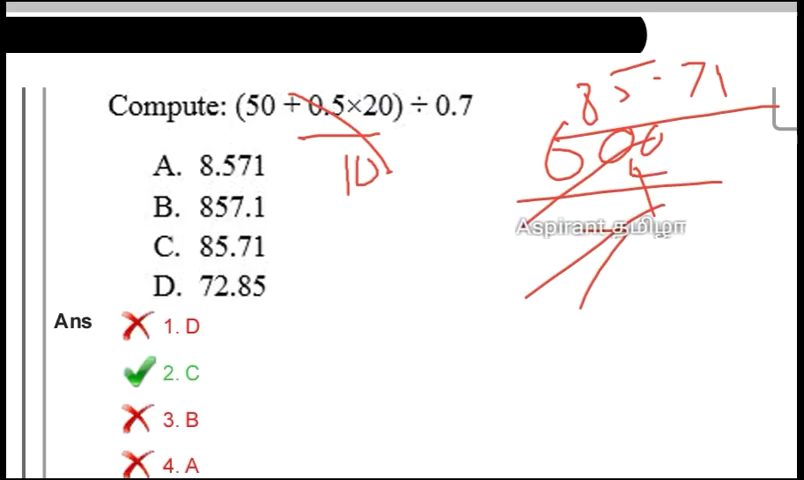 Compute: (50 + 0.5×20) ÷ 0.7
10
A. 8.571
B. 857.1
C. 85.71
D. 72.85
85.71
600
7
Aspirant தமிழா
Ans
1. D
2. C
3. B
4. A